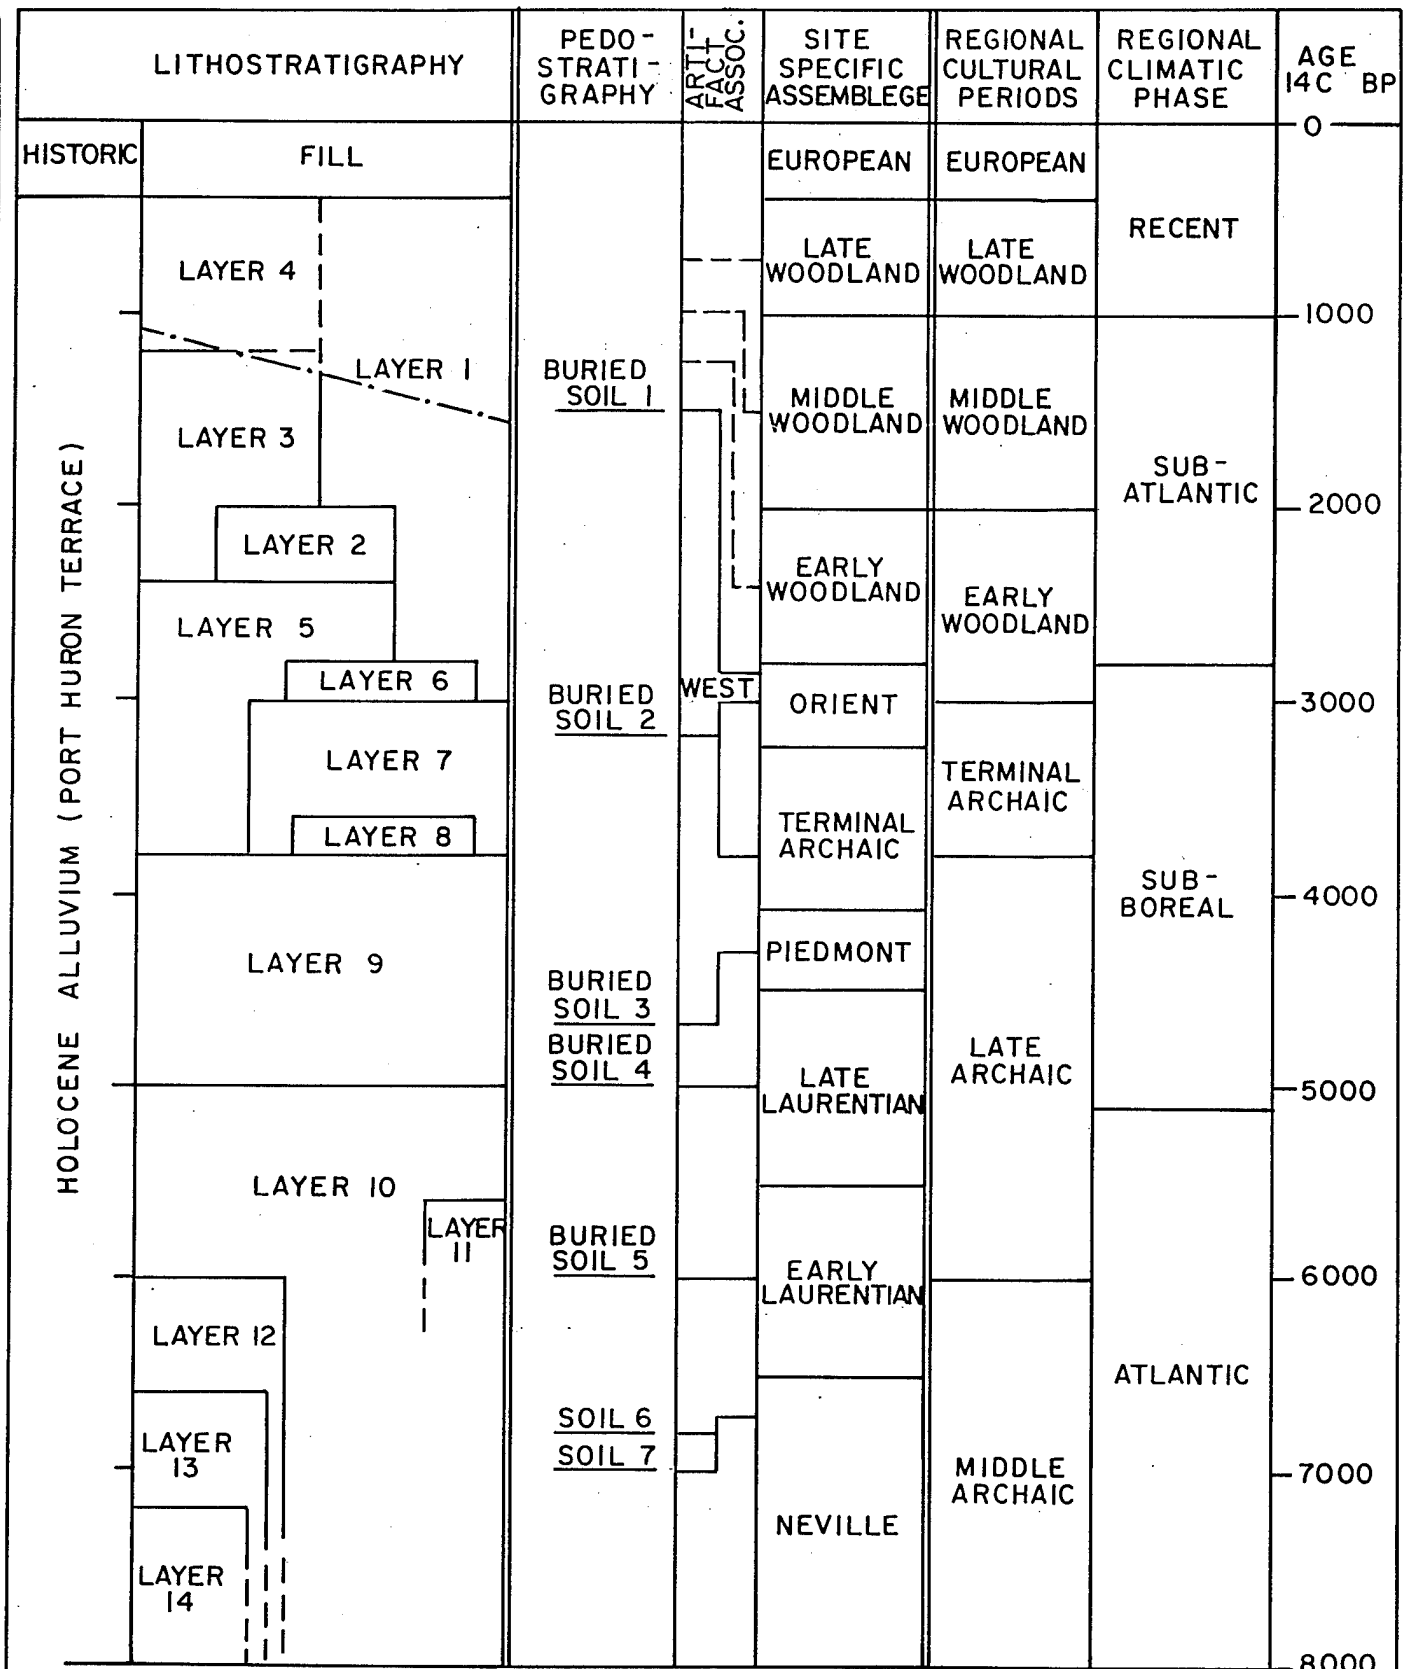 LITHOSTRATIGRAPHY
PEDO-
STRATI-
GRAPHY
ARTI-
FACT
ASSOC.
SITE
SPECIFIC
ASSEMBLEGE
REGIONAL
CULTURAL
PERIODS
REGIONAL
CLIMATIC
PHASE
AGE
14C BP
HISTORIC
FILL
HOLOCENE ALLUVIUM (PORT HURON TERRACE)
LAYER 4
LAYER 1
LAYER 3
LAYER 2
LAYER 5
LAYER 6
LAYER 7
LAYER 8
LAYER 9
LAYER 10
LAYER
11
LAYER 12
LAYER
13
LAYER
14
BURIED
SOIL 1
BURIED
SOIL 2
BURIED
SOIL 3
BURIED
SOIL 4
BURIED
SOIL 5
SOIL 6
SOIL 7
WEST
EUROPEAN
LATE
WOODLAND
MIDDLE
WOODLAND
EARLY
WOODLAND
ORIENT
TERMINAL
ARCHAIC
PIEDMONT
LATE
LAURENTIAN
EARLY
LAURENTIAN
NEVILLE
EUROPEAN
LATE
WOODLAND
MIDDLE
WOODLAND
EARLY
WOODLAND
TERMINAL
ARCHAIC
LATE
ARCHAIC
MIDDLE
ARCHAIC
RECENT
SUB-
ATLANTIC
SUB-
BOREAL
ATLANTIC
0
1000
2000
3000
4000
5000
6000
7000
8000